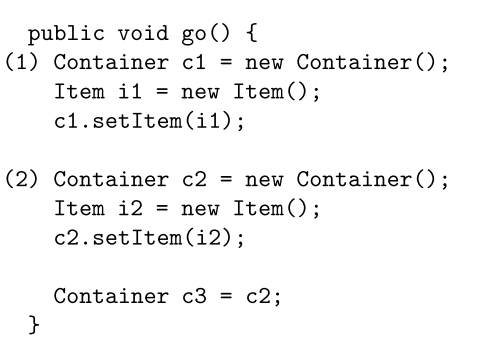 public void go() {
(1) Container c1 = new Container();
Item i1 = new Item();
c1.setItem(i1);
(2) Container c2 = new Container();
Item i2 = new Item();
c2.setItem(i2);
Container c3 = c2;
}